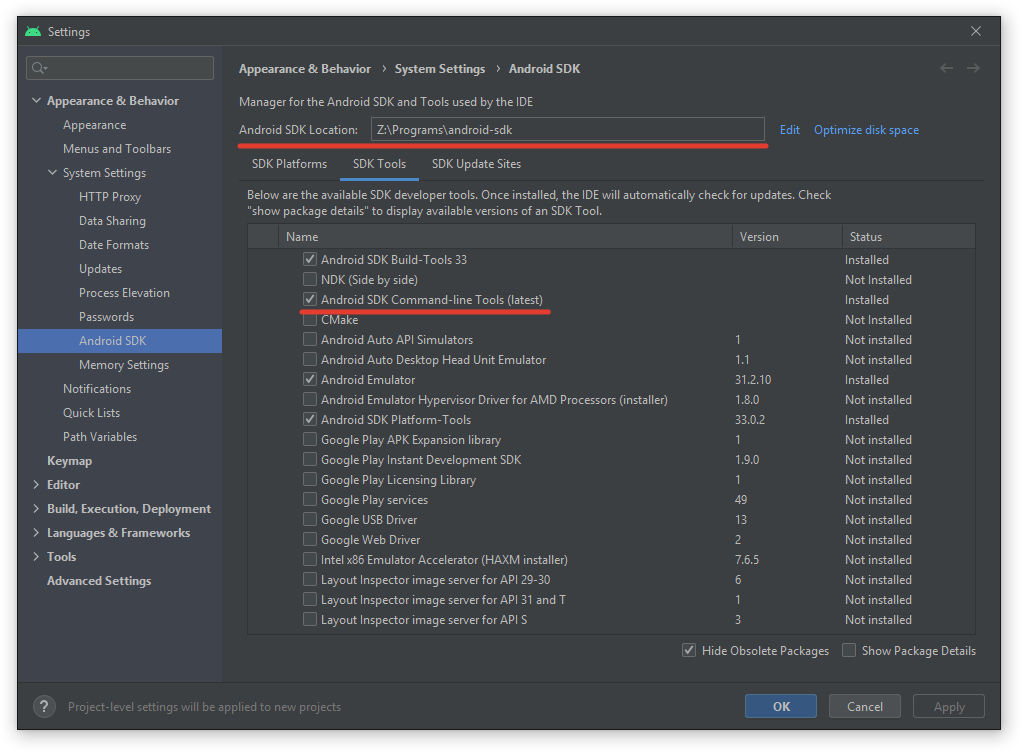 Settings
Appearance & Behavior › System Settings › Android SDK
Manager for the Android SDK and Tools used by the IDE
Android SDK Location: Z:\Programs\android-sdk Edit Optimize disk space
SDK Platforms SDK Tools SDK Update Sites
Below are the available SDK developer tools. Once installed, the IDE will automatically check for updates. Check
"show package details" to display available versions of an SDK Tool.
Name Version Status
Android SDK Build-Tools 33 Installed
NDK (Side by side) Not Installed
Android SDK Command-line Tools (latest) Installed
CMake Not Installed
Android Auto API Simulators 1 Not installed
Android Auto Desktop Head Unit Emulator 1.1 Not installed
Android Emulator 31.2.10 Installed
Android Emulator Hypervisor Driver for AMD Processors (installer) 1.8.0 Not installed
Android SDK Platform-Tools 33.0.2 Installed
Google Play APK Expansion library 1 Not installed
Google Play Instant Development SDK 1.9.0 Not installed
Google Play Licensing Library 1 Not installed
Google Play services 49 Not installed
Google USB Driver 13 Not installed
Google Web Driver 2 Not installed
Intel x86 Emulator Accelerator (HAXM installer) 7.6.5 Not installed
Layout Inspector image server for API 29-30 6 Not installed
Layout Inspector image server for API 31 and T 1 Not installed
Layout Inspector image server for API S 3 Not installed
Hide Obsolete Packages Show Package Details
Appearance & Behavior
Appearance
Menus and Toolbars
System Settings
HTTP Proxy
Data Sharing
Date Formats
Updates
Process Elevation
Passwords
Android SDK
Memory Settings
Notifications
Quick Lists
Path Variables
Keymap
Editor
Build, Execution, Deployment
Languages & Frameworks
Tools
Advanced Settings
? Project-level settings will be applied to new projects
OK Cancel Apply